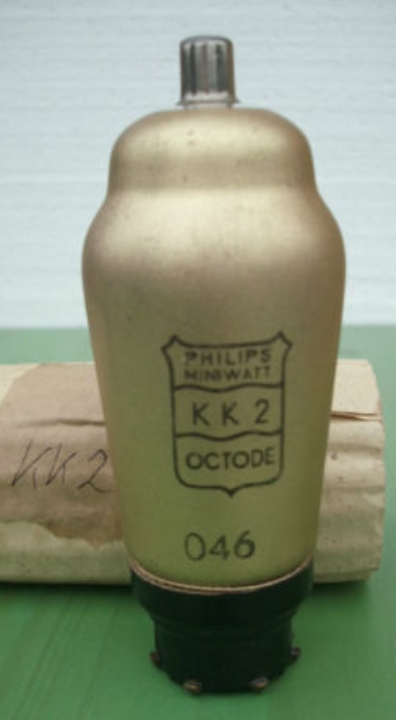 PHILIPS
MINIWATT
KK2
OCTODE
046
KK2